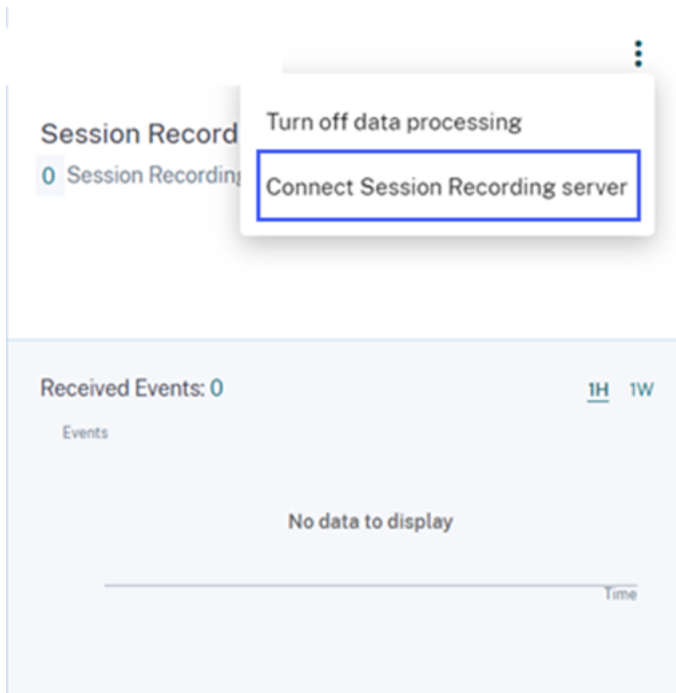 Turn off data processing
Session Record
0 Session Recording
Connect Session Recording server
Received Events: 0
1H 1W
Events
No data to display
Time